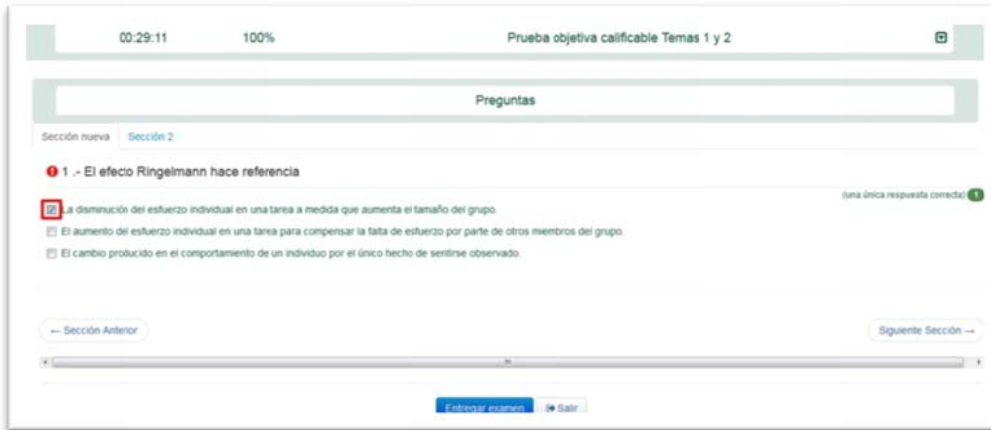 00:29:11 100% Prueba objetiva calificable Temas 1 y 2
Preguntas
Sección nueva Sección 2
1 .- El efecto Ringelmann hace referencia
(una única respuesta correcta) 1
La disminución del esfuerzo individual en una tarea a medida que aumenta el tamaño del grupo.
El aumento del esfuerzo individual en una tarea para compensar la falta de esfuerzo por parte de otros miembros del grupo.
El cambio producido en el comportamiento de un individuo por el único hecho de sentirse observado.
← Sección Anterior Siguiente Sección →
Entregar examen Salir